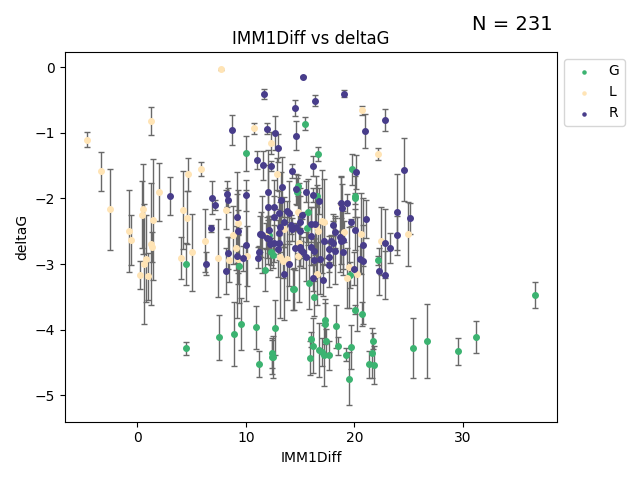 N = 231
IMM1Diff vs deltaG
G
L
R
deltaG
0
−1
−2
−3
−4
−5
0 10 20 30
IMM1Diff